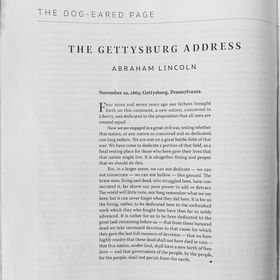 THE DOG-EARED PAGE
THE GETTYSBURG ADDRESS
ABRAHAM LINCOLN
November 19, 1863; Gettysburg, Pennsylvania.
Four score and seven years ago our fathers brought
forth on this continent, a new nation, conceived in
Liberty, and dedicated to the proposition that all men are
created equal.
Now we are engaged in a great civil war, testing whether
that nation, or any nation so conceived and so dedicated,
can long endure. We are met on a great battle-field of that
war. We have come to dedicate a portion of that field, as a
final resting place for those who here gave their lives that
that nation might live. It is altogether fitting and proper
that we should do this.
But, in a larger sense, we can not dedicate — we can
not consecrate — we can not hallow — this ground. The
brave men, living and dead, who struggled here, have con-
secrated it, far above our poor power to add or detract.
The world will little note, nor long remember what we say
here, but it can never forget what they did here. It is for us
the living, rather, to be dedicated here to the unfinished
work which they who fought here have thus far so nobly
advanced. It is rather for us to be here dedicated to the
great task remaining before us — that from these honored
dead we take increased devotion to that cause for which
they gave the last full measure of devotion — that we here
highly resolve that these dead shall not have died in vain —
that this nation, under God, shall have a new birth of free-
dom — and that government of the people, by the people,
for the people, shall not perish from the earth.